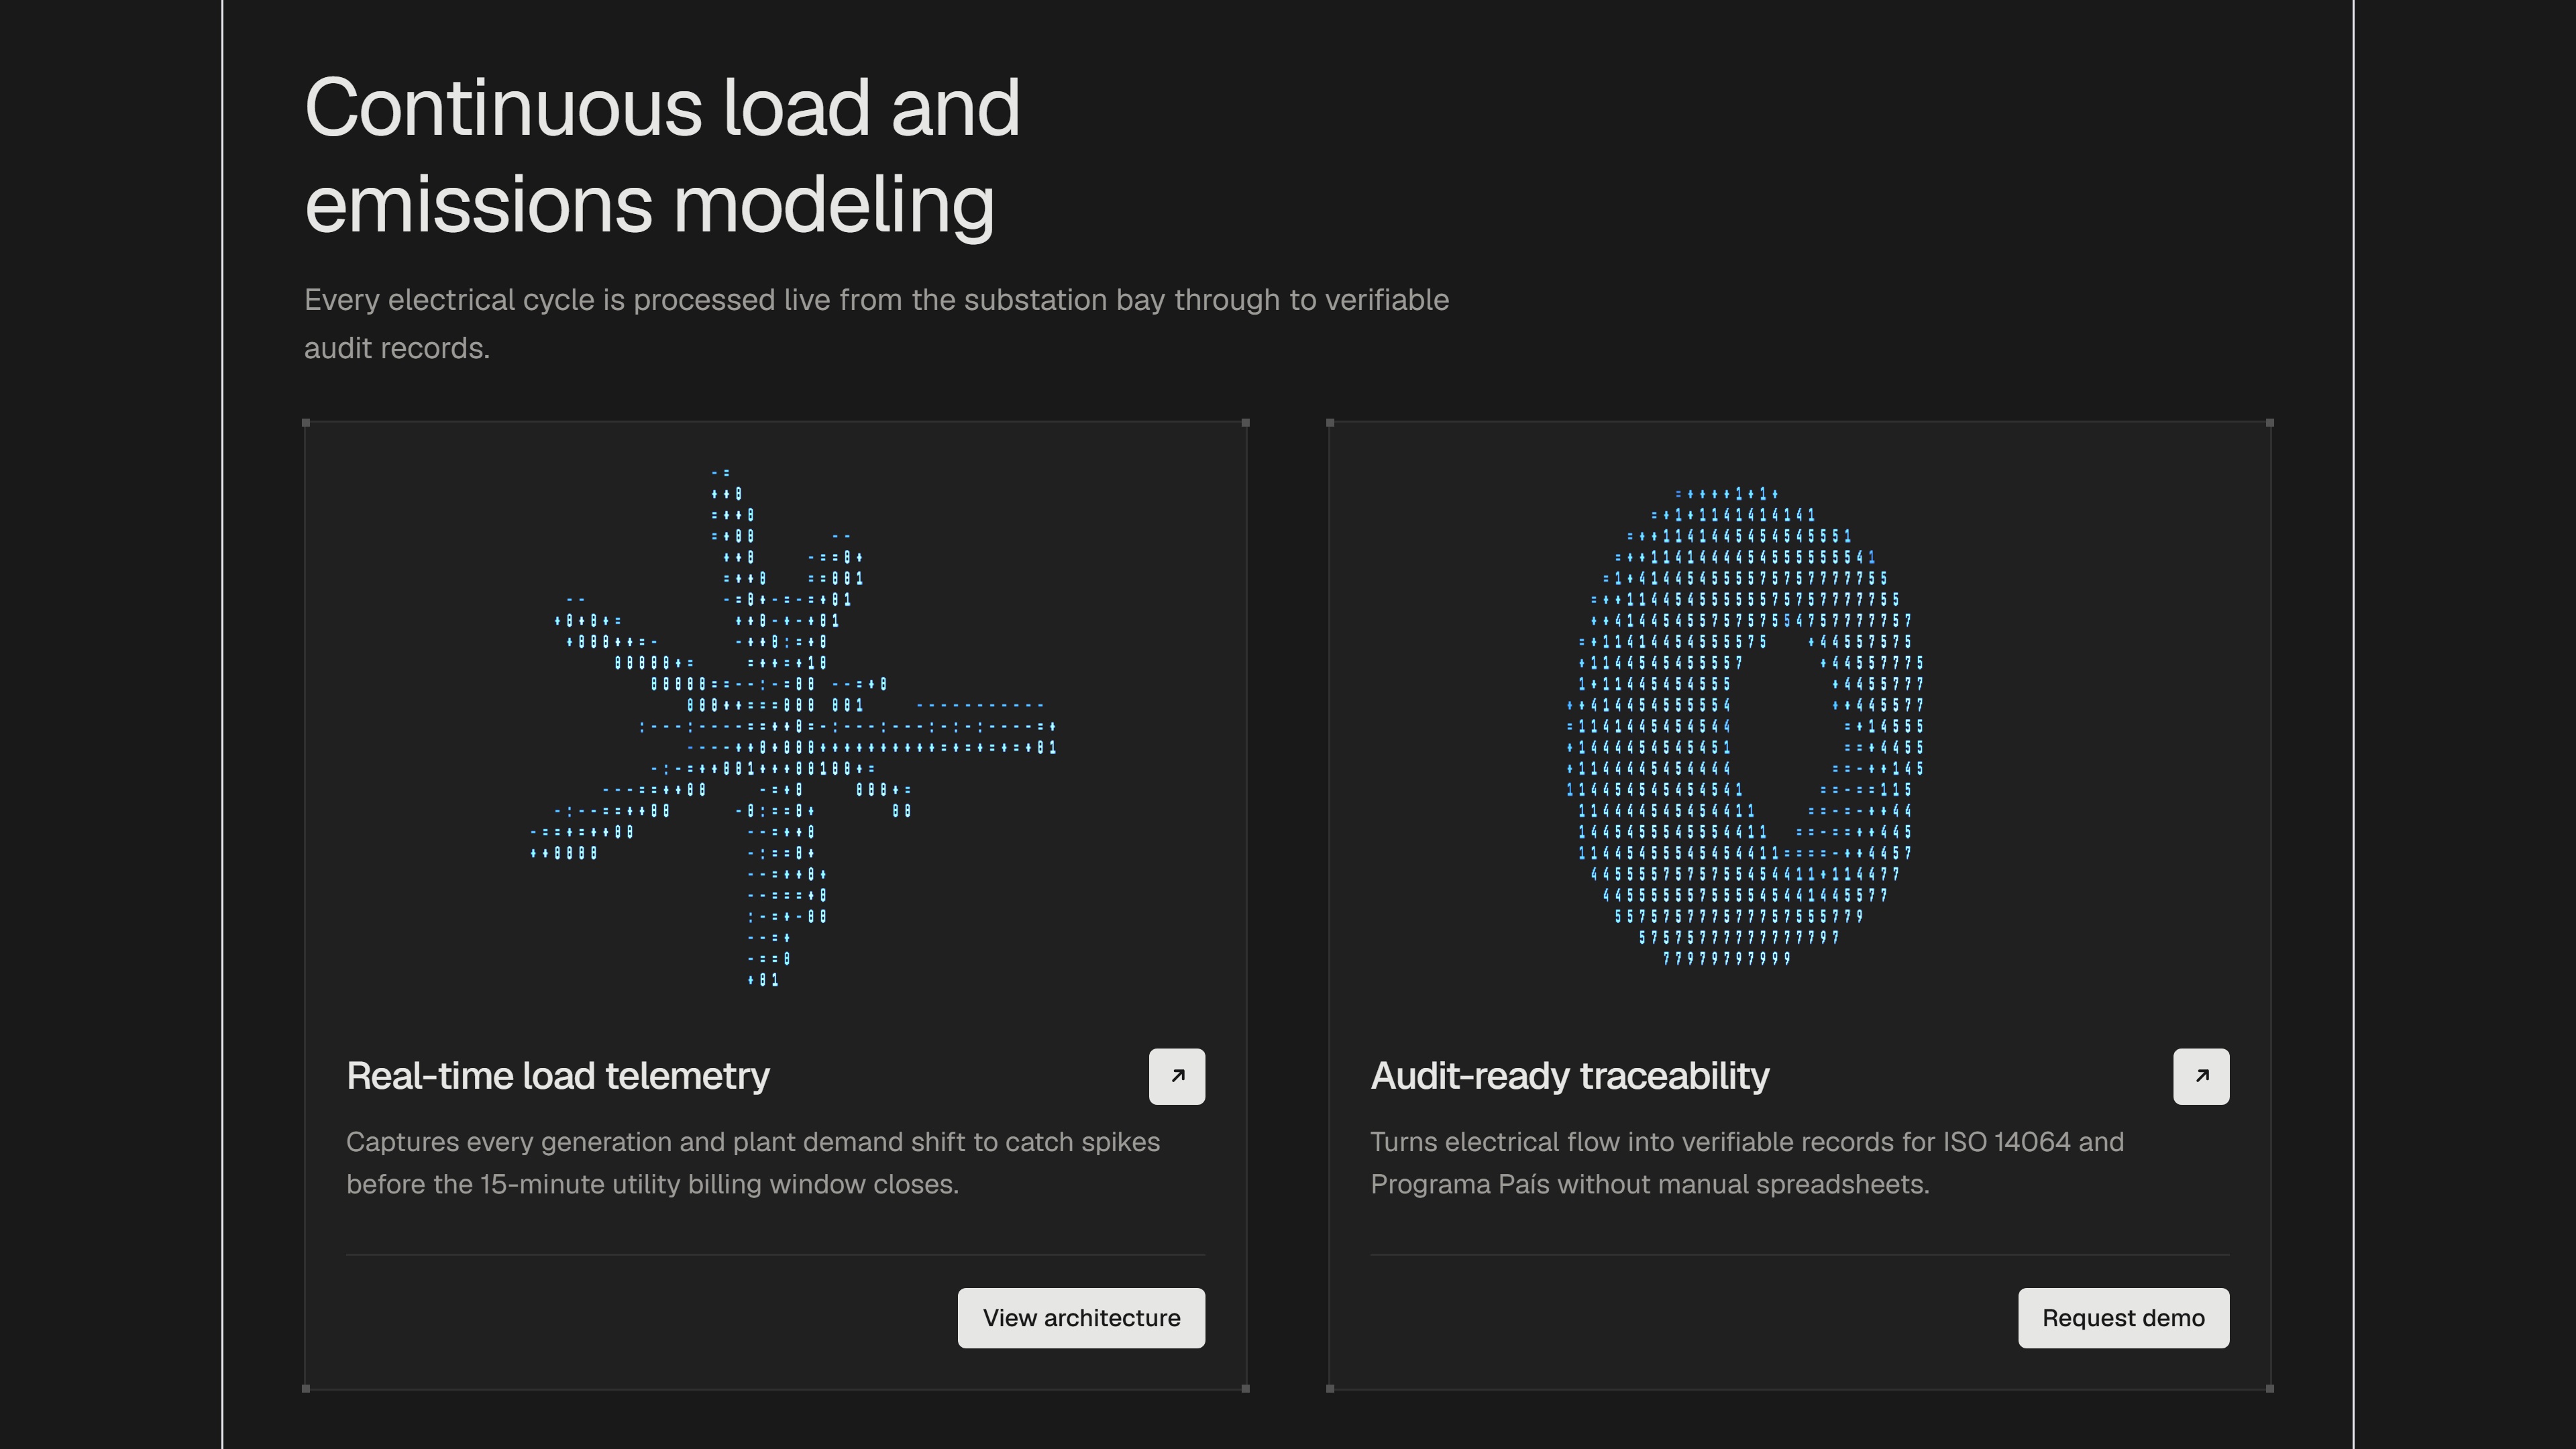 Continuous load and
emissions modeling
Every electrical cycle is processed live from the substation bay through to verifiable
audit records.
Real-time load telemetry
Captures every generation and plant demand shift to catch spikes
before the 15-minute utility billing window closes.
View architecture
Audit-ready traceability
Turns electrical flow into verifiable records for ISO 14064 and
Programa País without manual spreadsheets.
Request demo